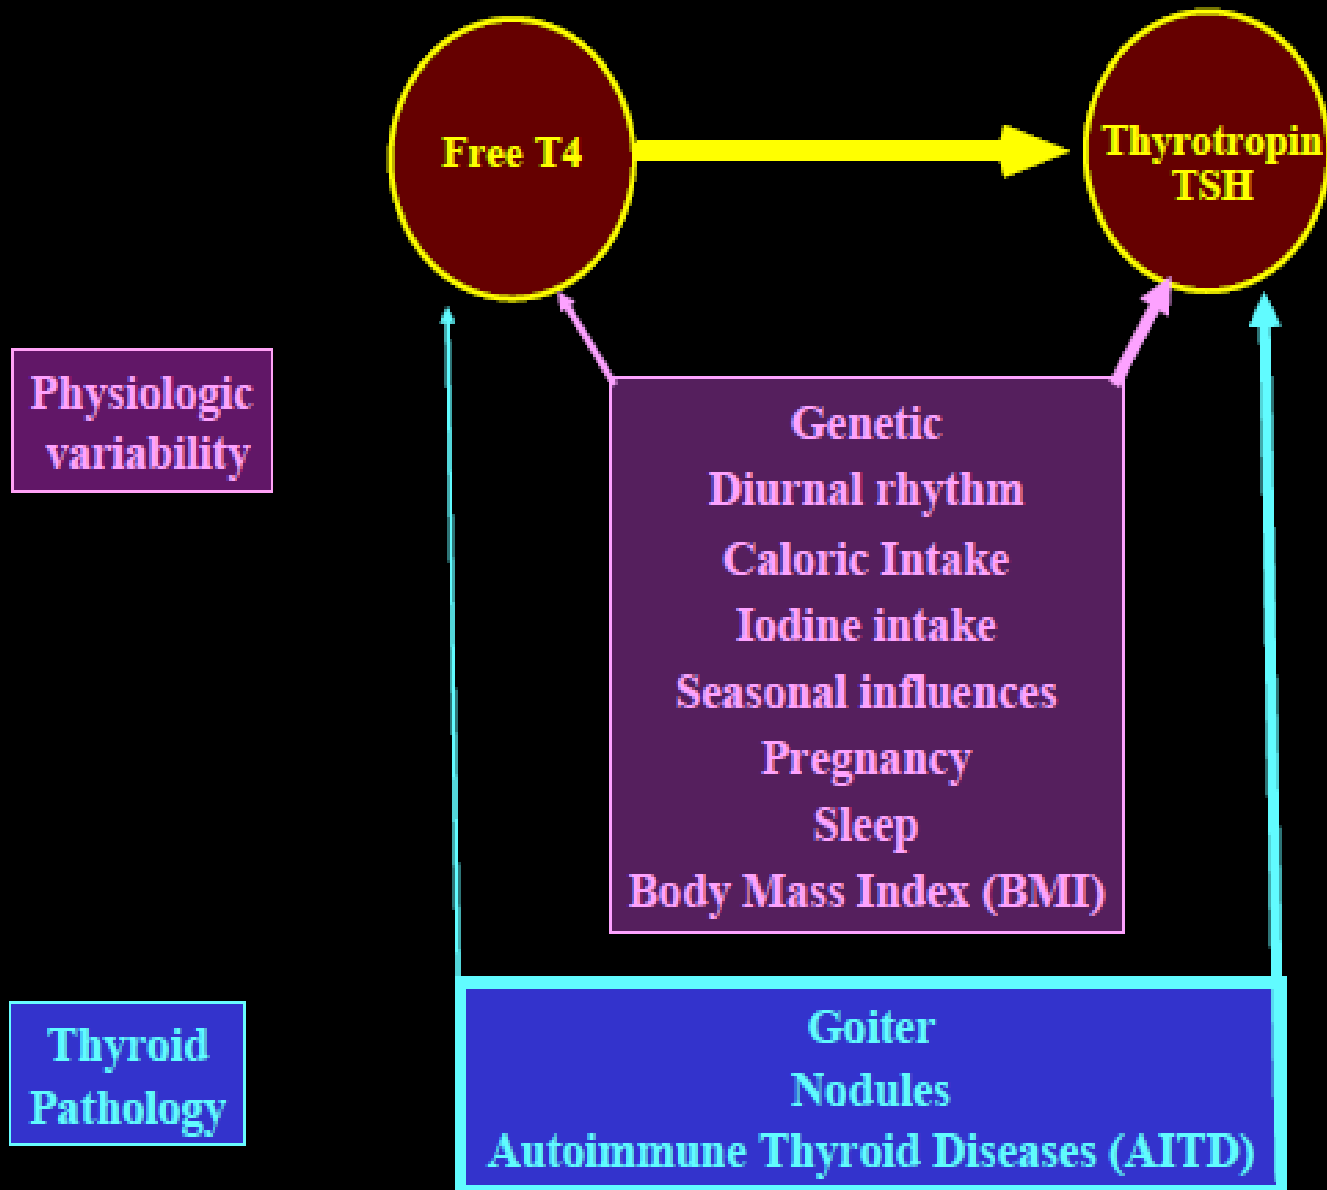 Free T4
Thyrotropin
TSH
Physiologic
variability
Genetic
Diurnal rhythm
Caloric Intake
Iodine intake
Seasonal influences
Pregnancy
Sleep
Body Mass Index (BMI)
Thyroid
Pathology
Goiter
Nodules
Autoimmune Thyroid Diseases (AITD)